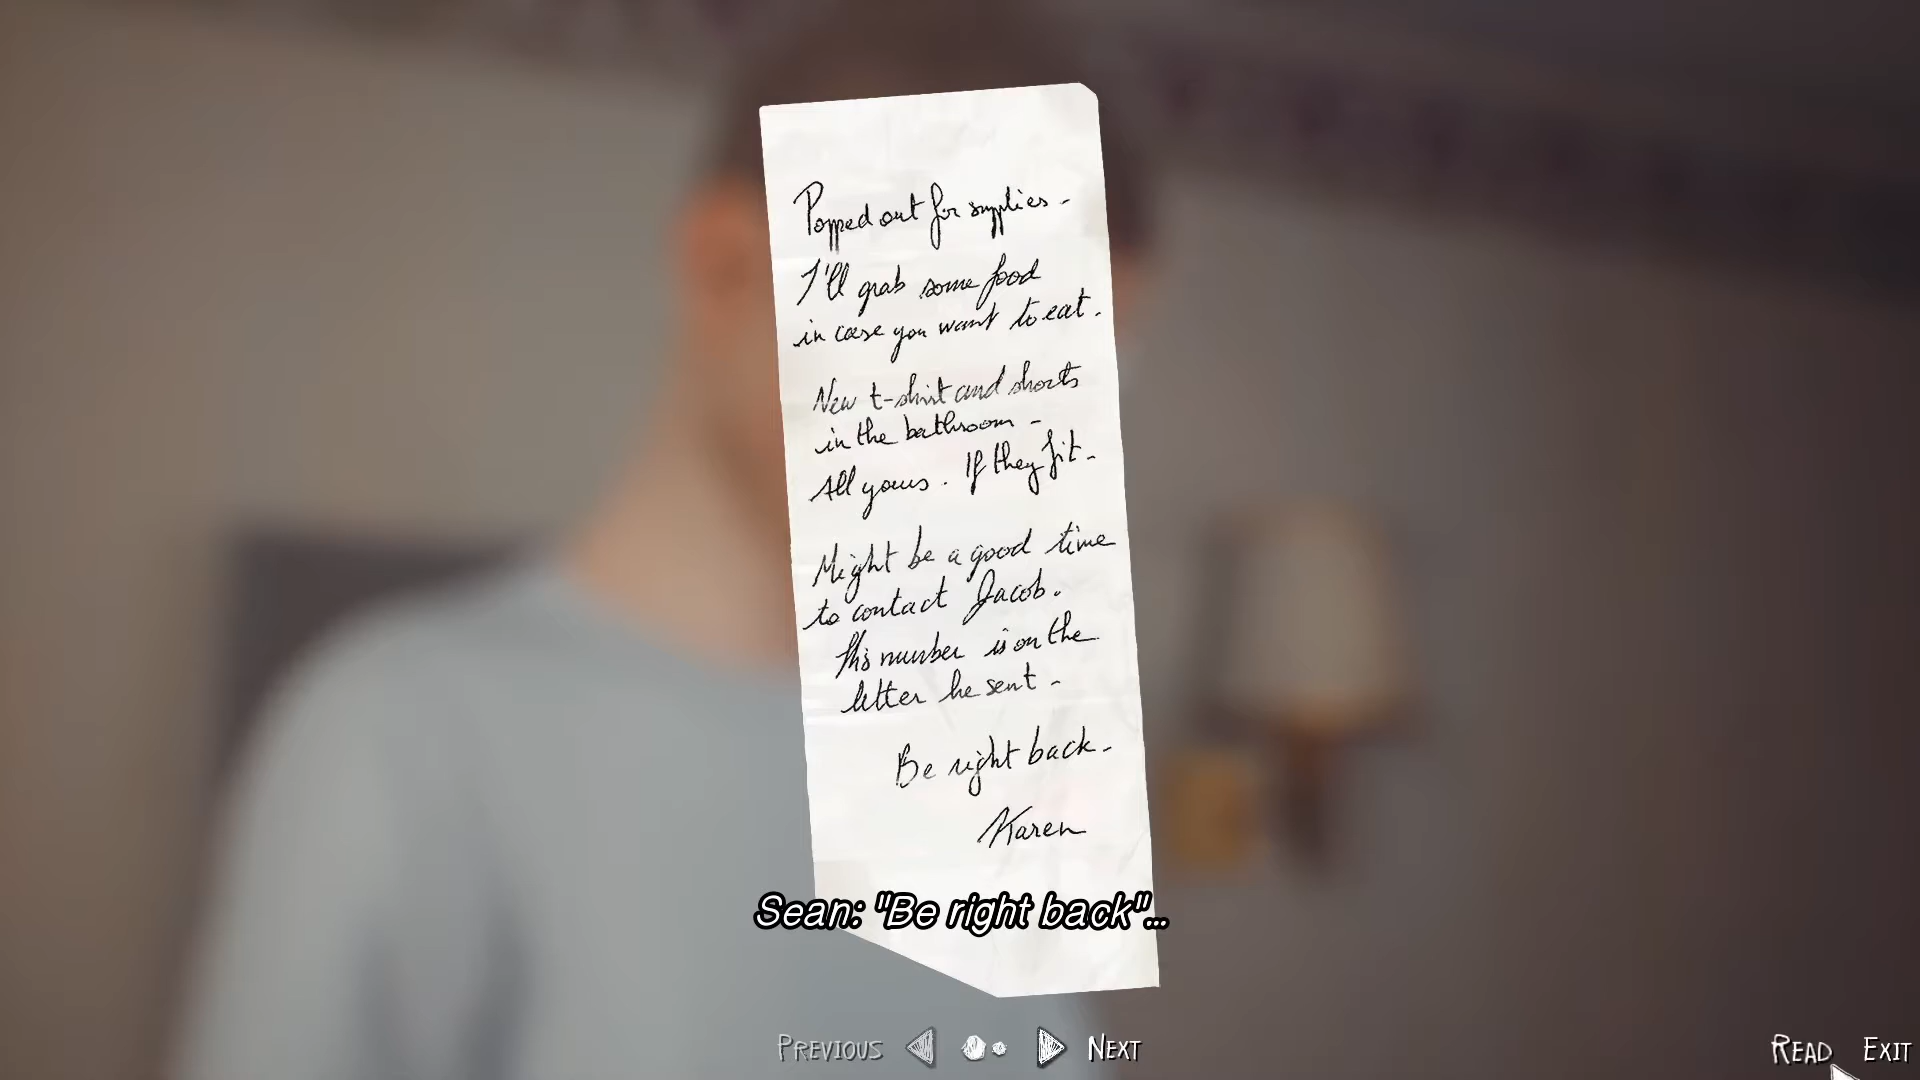 Popped out for supplies -
I'll grab some food
in case you want to eat.
New t-shirt and shorts
in the bathroom -
All yours. If they fit -
Might be a good time
to contact Jacob.
His number is on the
letter he sent -
Be right back -
Karen
Sean: "Be right back"...
PREVIOUS NEXT
READ EXIT